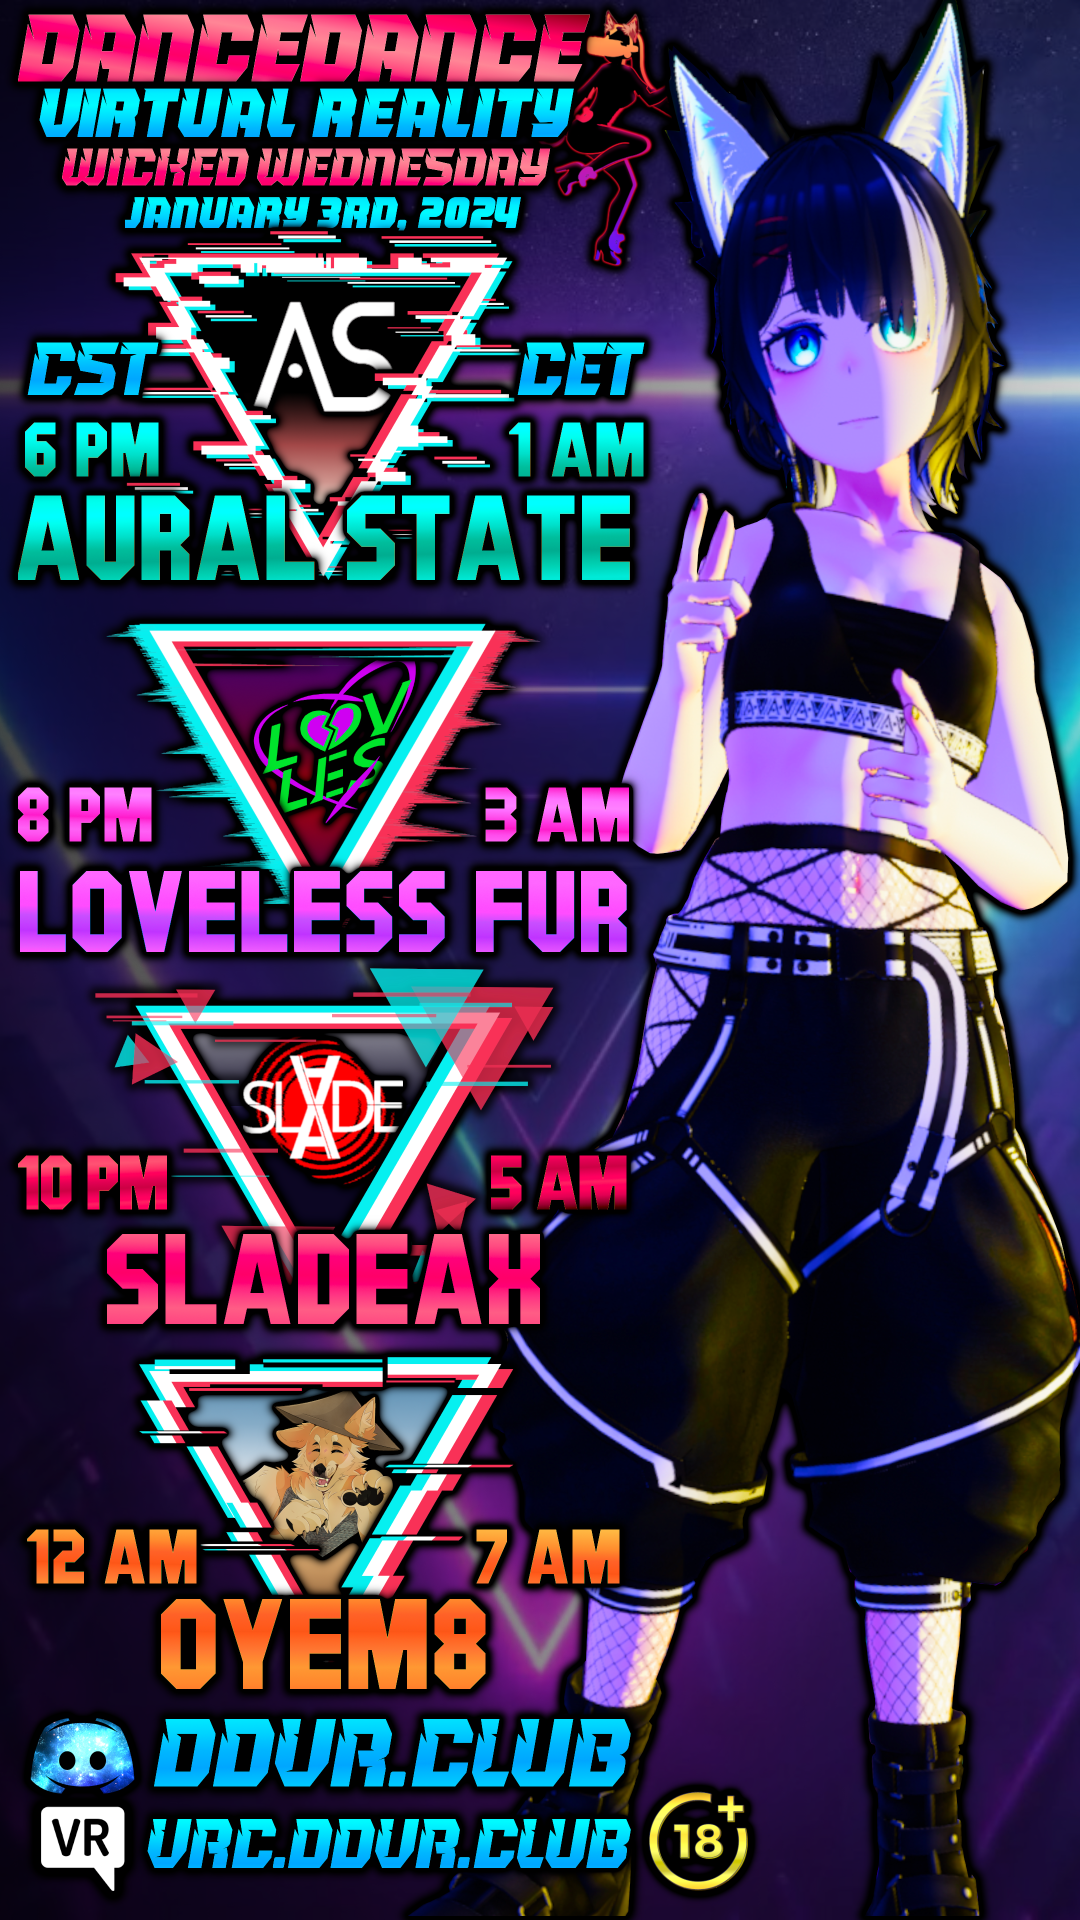 DANCEDANCE
VIRTUAL REALITY
WICKED WEDNESDAY
JANUARY 3RD, 2024
AS
CST CET
6 PM 1 AM
AURAL STATE
LOV
LES
8 PM 3 AM
LOVELESS FUR
SLADE
10 PM 5 AM
SLADEAX
12 AM 7 AM
OYEM8
DDVR.CLUB
VR VRC.DDVR.CLUB 18+